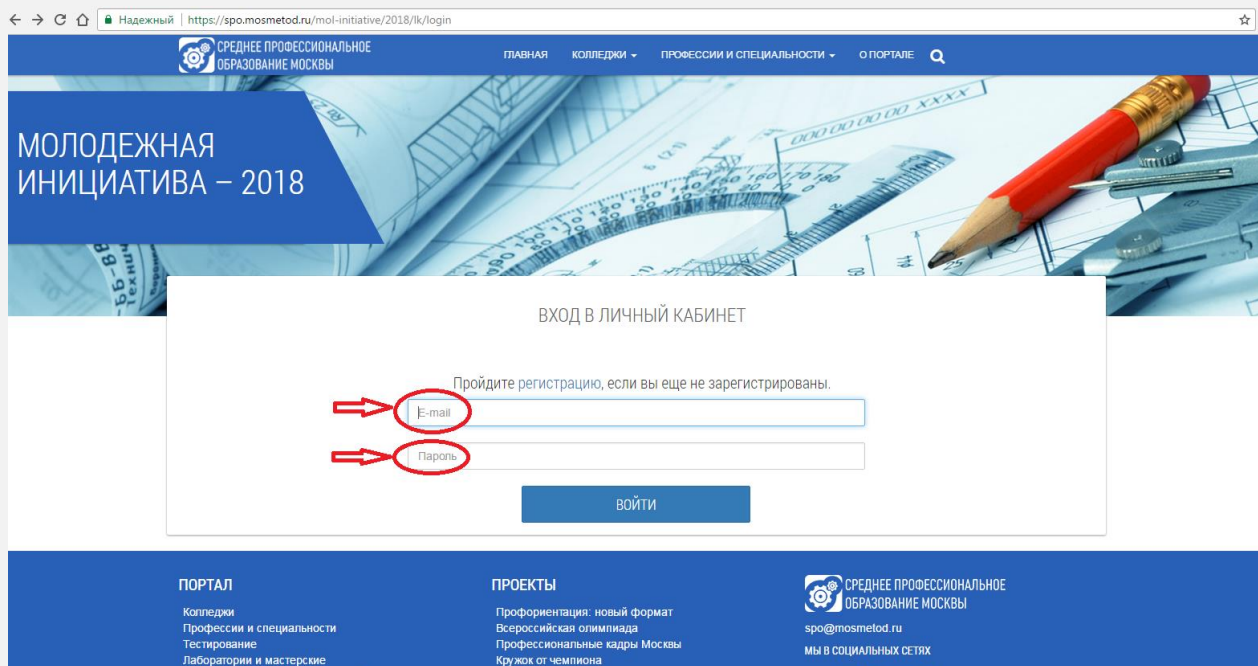 Надежный | https://spo.mosmetod.ru/mol-initiative/2018/lk/login
СРЕДНЕЕ ПРОФЕССИОНАЛЬНОЕ
ОБРАЗОВАНИЕ МОСКВЫ
ГЛАВНАЯ КОЛЛЕДЖИ ПРОФЕССИИ И СПЕЦИАЛЬНОСТИ О ПОРТАЛЕ
МОЛОДЕЖНАЯ
ИНИЦИАТИВА – 2018
ВХОД В ЛИЧНЫЙ КАБИНЕТ
Пройдите регистрацию, если вы еще не зарегистрированы.
E-mail
Пароль
ВОЙТИ
ПОРТАЛ
Колледжи
Профессии и специальности
Тестирование
Лаборатории и мастерские
ПРОЕКТЫ
Профориентация: новый формат
Всероссийская олимпиада
Профессиональные кадры Москвы
Кружок от чемпиона
СРЕДНЕЕ ПРОФЕССИОНАЛЬНОЕ
ОБРАЗОВАНИЕ МОСКВЫ
spo@mosmetod.ru
МЫ В СОЦИАЛЬНЫХ СЕТЯХ